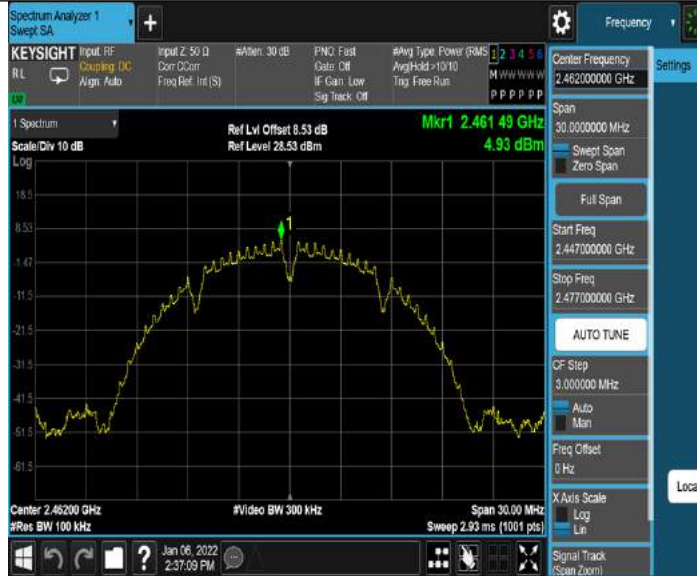 Spectrum Analyzer 1
Swept SA
+
Frequency
KEYSIGHT
RL
Input: RF
Coupling: DC
Align: Auto
Input Z: 50 Ω
Corr CCorr
Freq Ref: Int (S)
#Atten: 30 dB
PNO: Fast
Gate: Off
IF Gain: Low
Sig Track: Off
#Avg Type: Power (RMS
Avg|Hold:>10/10
Trig: Free Run
1 2 3 4 5 6
M W W W W W
P P P P P P
1 Spectrum
Scale/Div 10 dB
Log
Ref Lvl Offset 8.53 dB
Ref Level 28.53 dBm
Mkr1 2.461 49 GHz
4.93 dBm
18.5
8.53
-1.47
-11.5
-21.5
-31.5
-41.5
-51.5
-61.5
1
Center 2.46200 GHz
#Res BW 100 kHz
#Video BW 300 kHz
Span 30.00 MHz
Sweep 2.93 ms (1001 pts)
Center Frequency
2.462000000 GHz
Settings
Span
30.0000000 MHz
Swept Span
Zero Span
Full Span
Start Freq
2.447000000 GHz
Stop Freq
2.477000000 GHz
AUTO TUNE
CF Step
3.000000 MHz
Auto
Man
Freq Offset
0 Hz
X Axis Scale
Log
Lin
Signal Track
(Span Zoom)
Loca
?
Jan 06, 2022
2:37:09 PM